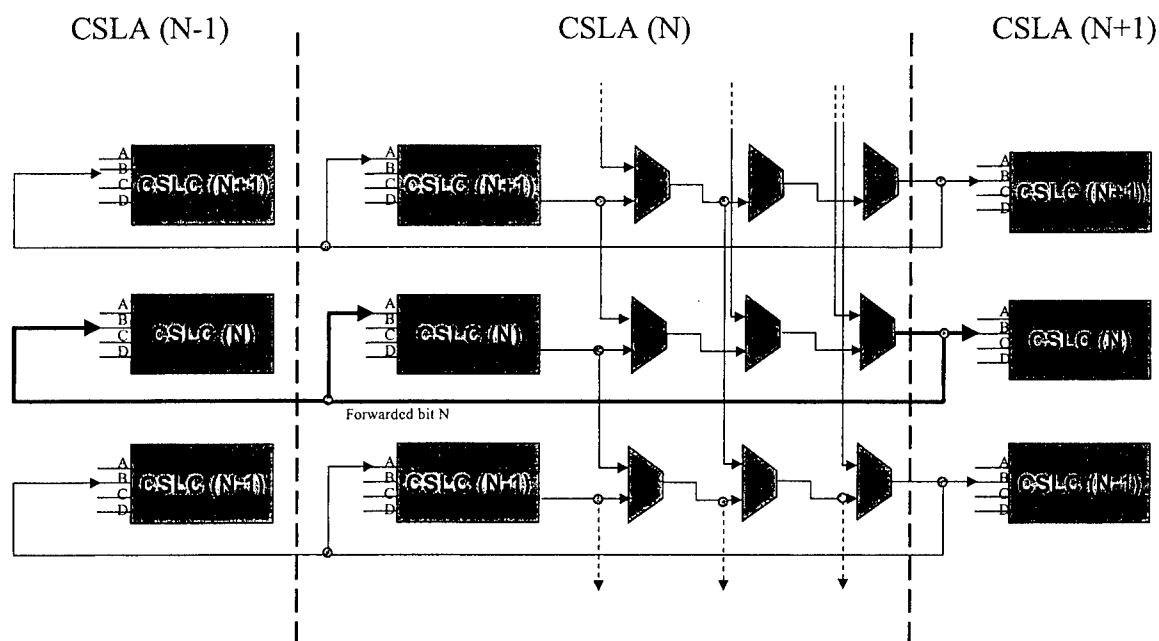 CSLA (N-1) CSLA (N) CSLA (N+1)
A
B
C
D
CSLC (N+1)
A
B
C
D
CSLC (N+1)
A
B
C
D
CSLC (N+1)
A
B
C
D
CSLC (N)
A
B
C
D
CSLC (N)
A
B
C
D
CSLC (N)
Forwarded bit N
A
B
C
D
CSLC (N-1)
A
B
C
D
CSLC (N-1)
A
B
C
D
CSLC (N-1)